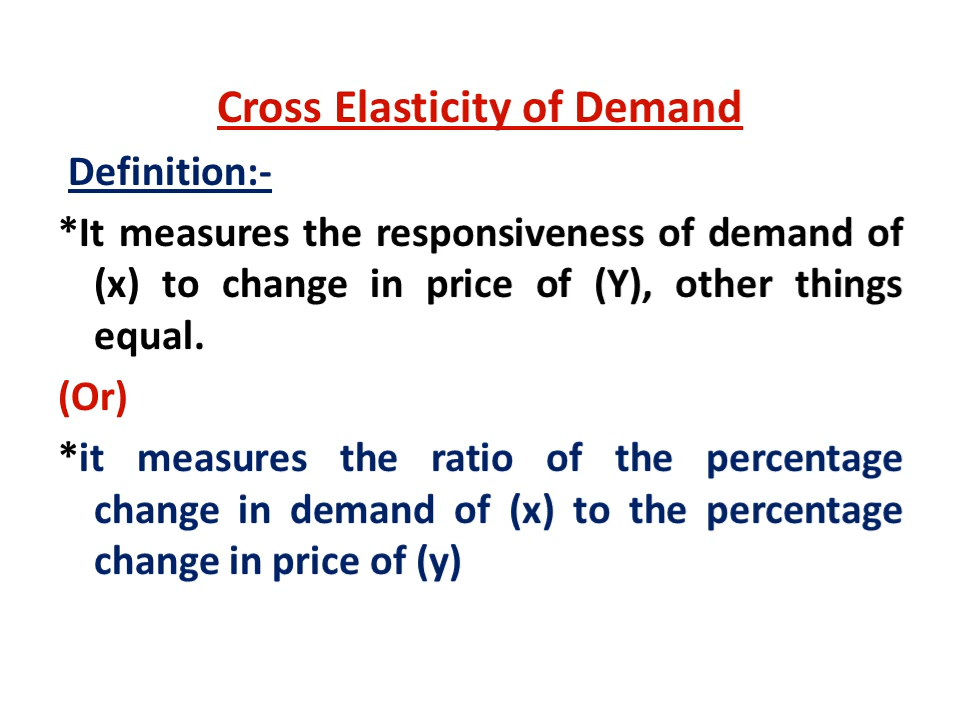 Cross Elasticity of Demand
Definition:-
*It measures the responsiveness of demand of
(x) to change in price of (Y), other things
equal.
(Or)
*it measures the ratio of the percentage
change in demand of (x) to the percentage
change in price of (y)